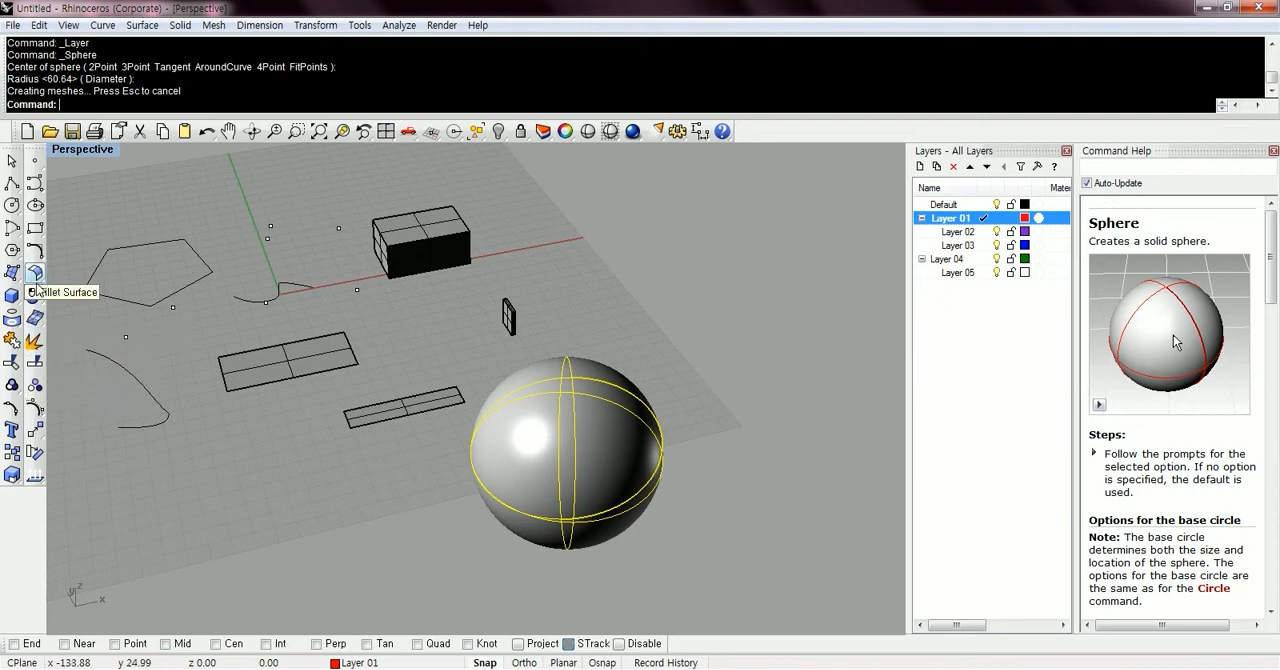 Untitled - Rhinoceros (Corporate) - [Perspective]
File Edit View Curve Surface Solid Mesh Dimension Transform Tools Analyze Render Help
Command: _Layer
Command: _Sphere
Center of sphere ( 2Point 3Point Tangent AroundCurve 4Point FitPoints ):
Radius <60.64> ( Diameter ):
Creating meshes... Press Esc to cancel
Command:
Perspective
illet Surface
z
y
x
Layers - All Layers
Name Mate
Default
Layer 01
Layer 02
Layer 03
Layer 04
Layer 05
Command Help
Auto-Update
Sphere
Creates a solid sphere.
Steps:
Follow the prompts for the
selected option. If no option
is specified, the default is
used.
Options for the base circle
Note: The base circle
determines both the size and
location of the sphere. The
options for the base circle are
the same as for the Circle
command.
End Near Point Mid Cen Int Perp Tan Quad Knot Project STrack Disable
CPlane x -133.88 y 24.99 z 0.00 0.00 Layer 01 Snap Ortho Planar Osnap Record History